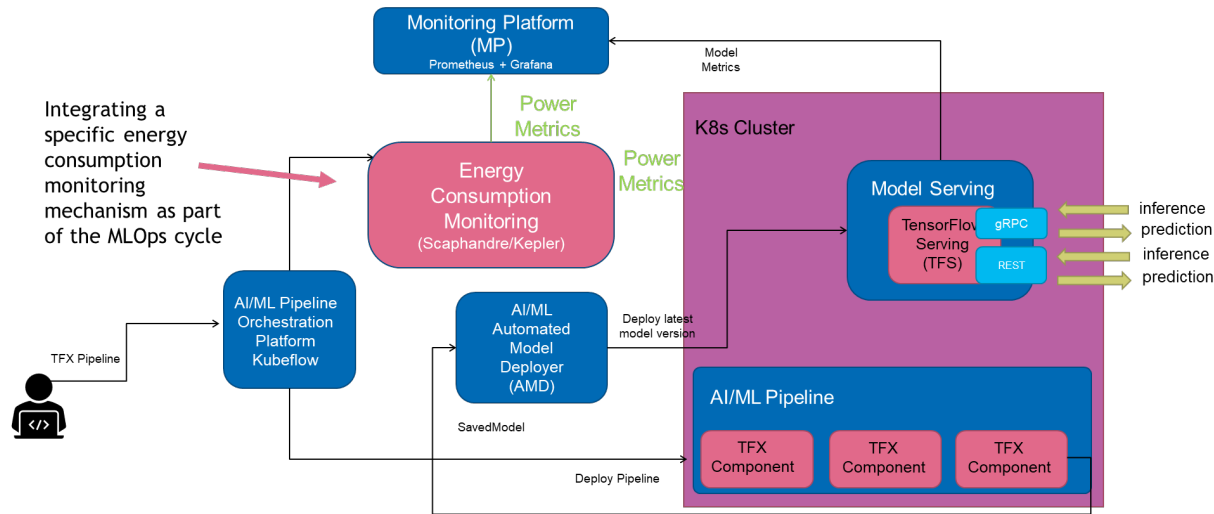 Monitoring Platform
(MP)
Prometheus + Grafana
Model
Metrics
Integrating a
specific energy
consumption
monitoring
mechanism as part
of the MLOps cycle
Power
Metrics
Energy
Consumption
Monitoring
(Scaphandre/Kepler)
Power
Metrics
K8s Cluster
Model Serving
TensorFlow
Serving
(TFS)
gRPC
REST
inference
prediction
inference
prediction
AI/ML Pipeline
Orchestration
Platform
Kubeflow
TFX Pipeline
AI/ML
Automated
Model
Deployer
(AMD)
Deploy latest
model version
SavedModel
Deploy Pipeline
AI/ML Pipeline
TFX
Component
TFX
Component
TFX
Component